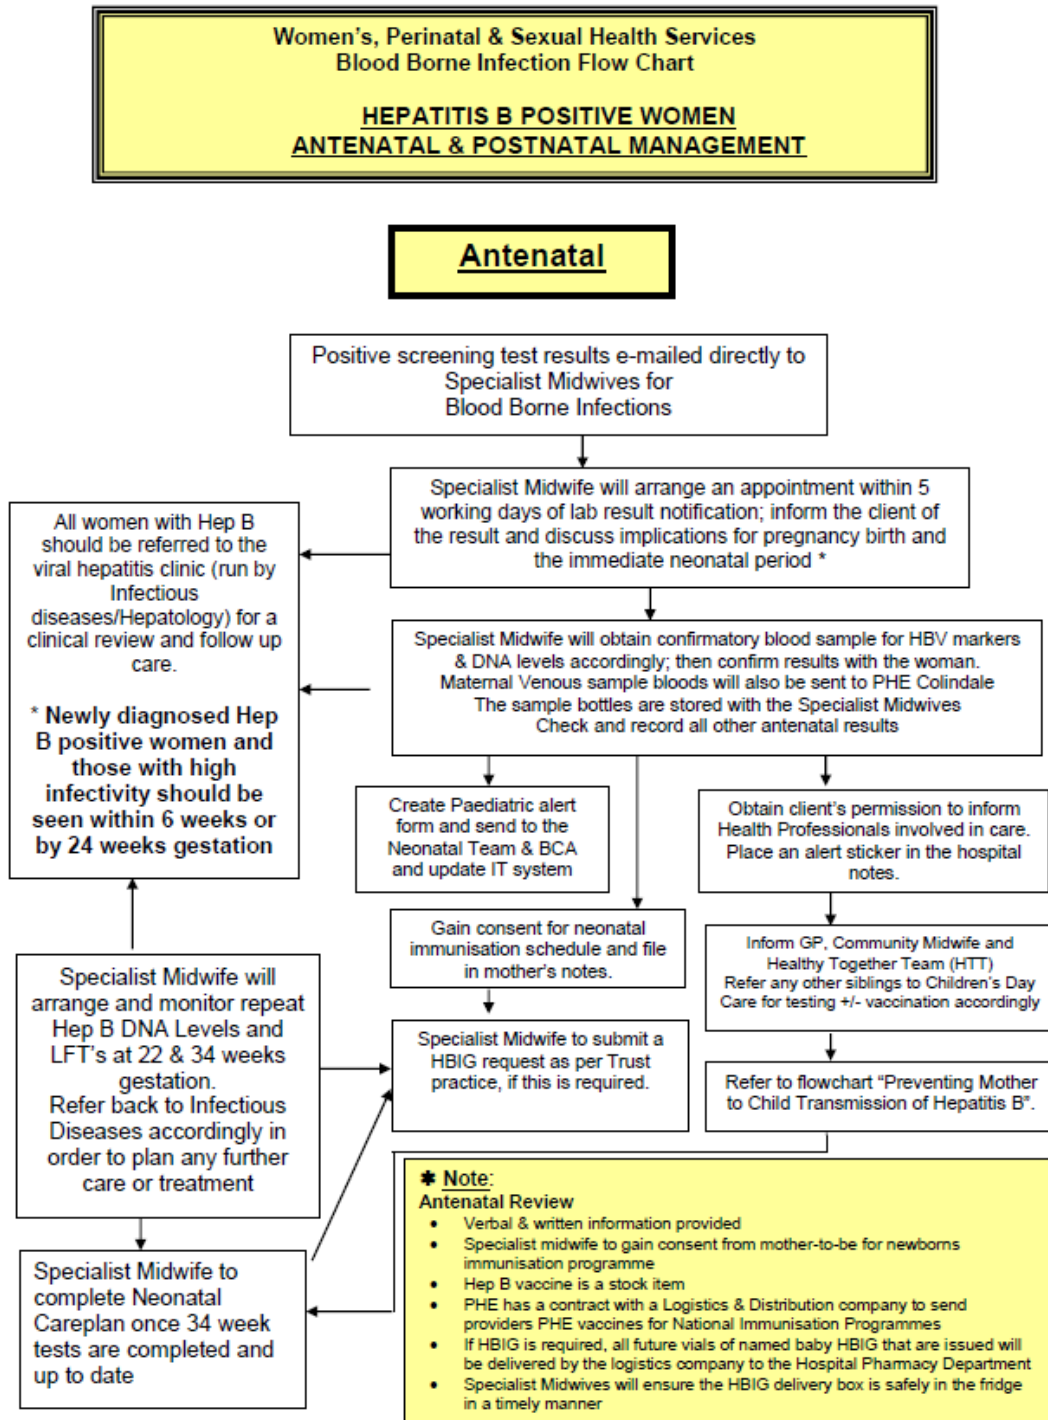 Women's, Perinatal & Sexual Health Services
Blood Borne Infection Flow Chart
HEPATITIS B POSITIVE WOMEN
ANTENATAL & POSTNATAL MANAGEMENT
Antenatal
Positive screening test results e-mailed directly to
Specialist Midwives for
Blood Borne Infections
Specialist Midwife will arrange an appointment within 5
working days of lab result notification; inform the client of
the result and discuss implications for pregnancy birth and
the immediate neonatal period *
All women with Hep B
should be referred to the
viral hepatitis clinic (run by
Infectious
diseases/Hepatology) for a
clinical review and follow up
care.
* Newly diagnosed Hep
B positive women and
those with high
infectivity should be
seen within 6 weeks or
by 24 weeks gestation
Specialist Midwife will obtain confirmatory blood sample for HBV markers
& DNA levels accordingly; then confirm results with the woman.
Maternal Venous sample bloods will also be sent to PHE Colindale
The sample bottles are stored with the Specialist Midwives
Check and record all other antenatal results
Create Paediatric alert
form and send to the
Neonatal Team & BCA
and update IT system
Obtain client's permission to inform
Health Professionals involved in care.
Place an alert sticker in the hospital
notes.
Gain consent for neonatal
immunisation schedule and file
in mother's notes.
Inform GP, Community Midwife and
Healthy Together Team (HTT)
Refer any other siblings to Children's Day
Care for testing +/- vaccination accordingly
Specialist Midwife will
arrange and monitor repeat
Hep B DNA Levels and
LFT's at 22 & 34 weeks
gestation.
Refer back to Infectious
Diseases accordingly in
order to plan any further
care or treatment
Specialist Midwife to submit a
HBIG request as per Trust
practice, if this is required.
Refer to flowchart "Preventing Mother
to Child Transmission of Hepatitis B".
Specialist Midwife to
complete Neonatal
Careplan once 34 week
tests are completed and
up to date
✱ Note:
Antenatal Review
• Verbal & written information provided
• Specialist midwife to gain consent from mother-to-be for newborns
immunisation programme
• Hep B vaccine is a stock item
• PHE has a contract with a Logistics & Distribution company to send
providers PHE vaccines for National Immunisation Programmes
• If HBIG is required, all future vials of named baby HBIG that are issued will
be delivered by the logistics company to the Hospital Pharmacy Department
• Specialist Midwives will ensure the HBIG delivery box is safely in the fridge
in a timely manner